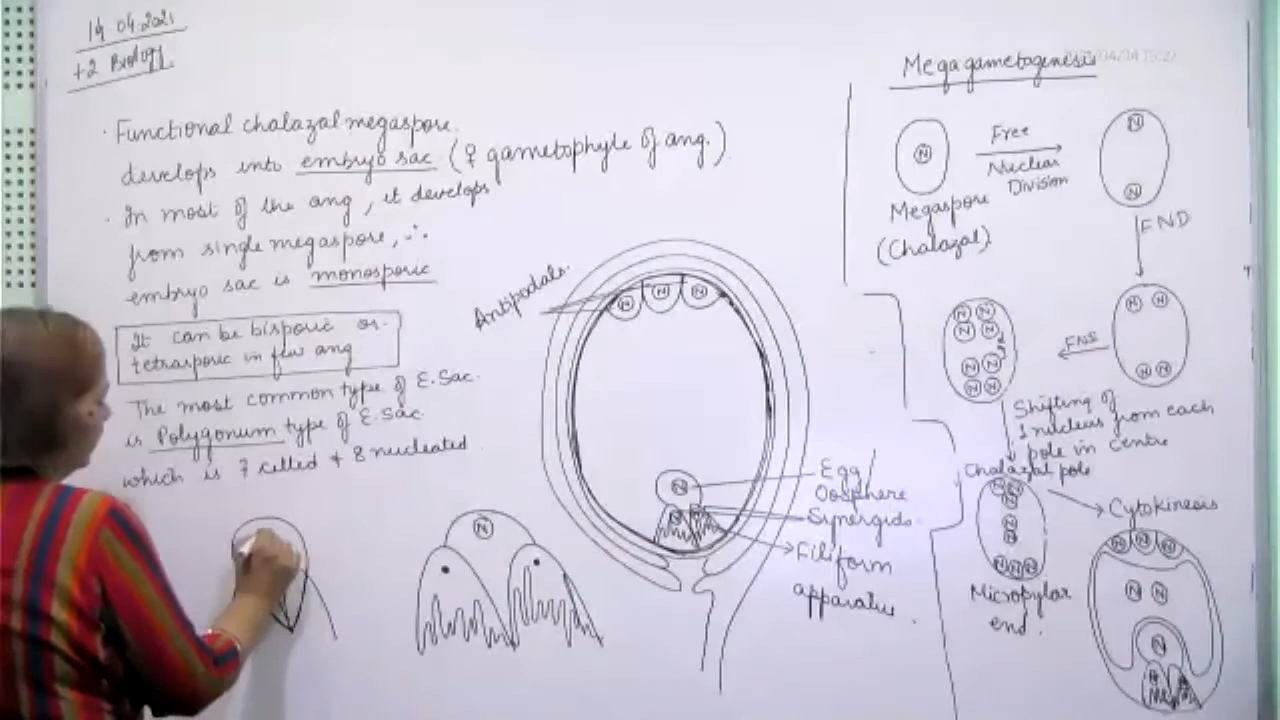 14 04.2021
+2 Biology
· Functional chalazal megaspore
develops into embryo sac (♀ gametophyte of ang.)
· In most of the ang, it develops
from single megaspore, ∴
embryo sac is monosporic
It can be bisporic or
tetrasporic in few ang
The most common type of E.Sac.
is Polygonum type of E.Sac.
which is 7 celled + 8 nucleated
Antipodals
N N N
N
Egg
Oosphere
Synergids
Filiform
apparatus
N
Megagametogenesis
N
Free
Nuclear
Division
N
N
Megaspore
(Chalazal)
FND
N N
N N
FNS
N N
N N
N N
N N
Shifting of
1 nucleus from each
pole in centre
Chalazal pole
Cytokinesis
Micropylar
end.
N N N
N N
N